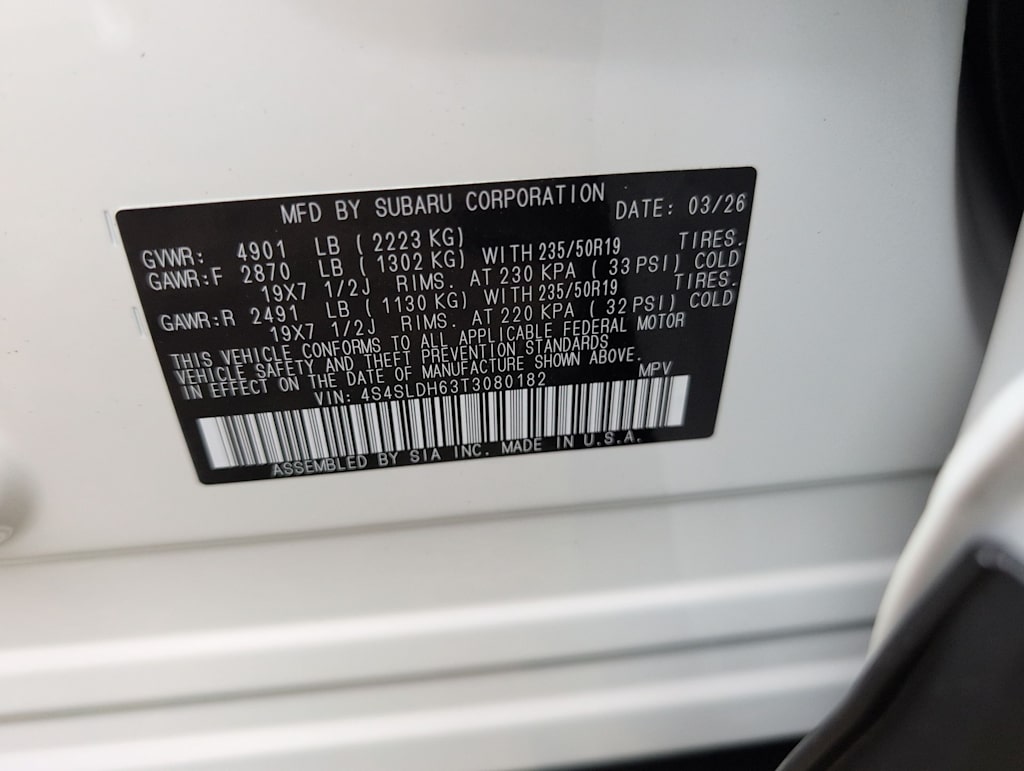 MFD BY SUBARU CORPORATION DATE: 03/26
GVWR: 4901 LB ( 2223 KG)
GAWR:F 2870 LB ( 1302 KG) WITH 235/50R19 TIRES.
19X7 1/2J RIMS. AT 230 KPA ( 33 PSI) COLD
GAWR:R 2491 LB ( 1130 KG) WITH 235/50R19 TIRES.
19X7 1/2J RIMS. AT 220 KPA ( 32 PSI) COLD
THIS VEHICLE CONFORMS TO ALL APPLICABLE FEDERAL MOTOR
VEHICLE SAFETY AND THEFT PREVENTION STANDARDS
IN EFFECT ON THE DATE OF MANUFACTURE SHOWN ABOVE.
VIN: 4S4SLDH63T3080182 MPV
ASSEMBLED BY SIA INC. MADE IN U.S.A.